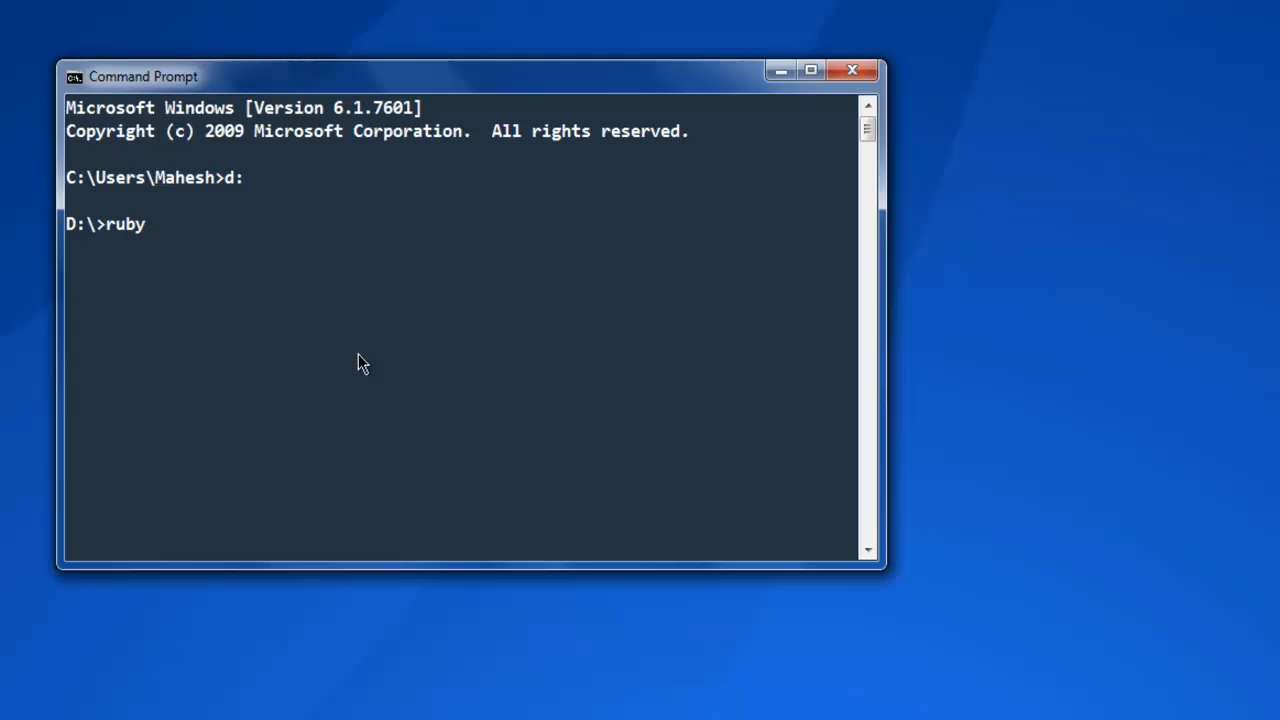 Command Prompt
Microsoft Windows [Version 6.1.7601]
Copyright (c) 2009 Microsoft Corporation.  All rights reserved.
C:\Users\Mahesh>d:
D:\>ruby